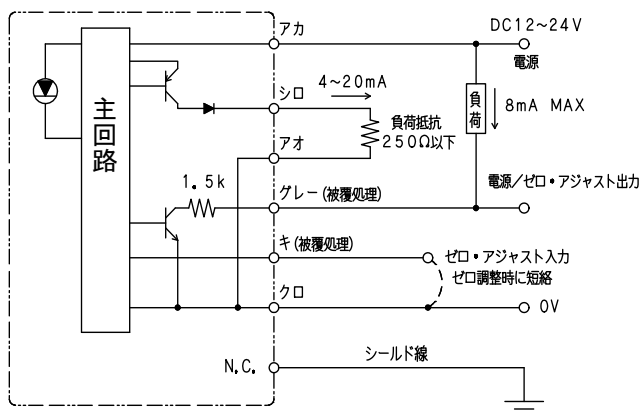 アカ
DC12~24V
電源
4~20mA
シロ
負荷
8mA MAX
主回路
負荷抵抗
250Ω以下
アオ
1.5k
グレー(被覆処理)
電源/ゼロ・アジャスト出力
キ(被覆処理)
ゼロ・アジャスト入力
ゼロ調整時に短絡
クロ
0V
N.C.
シールド線